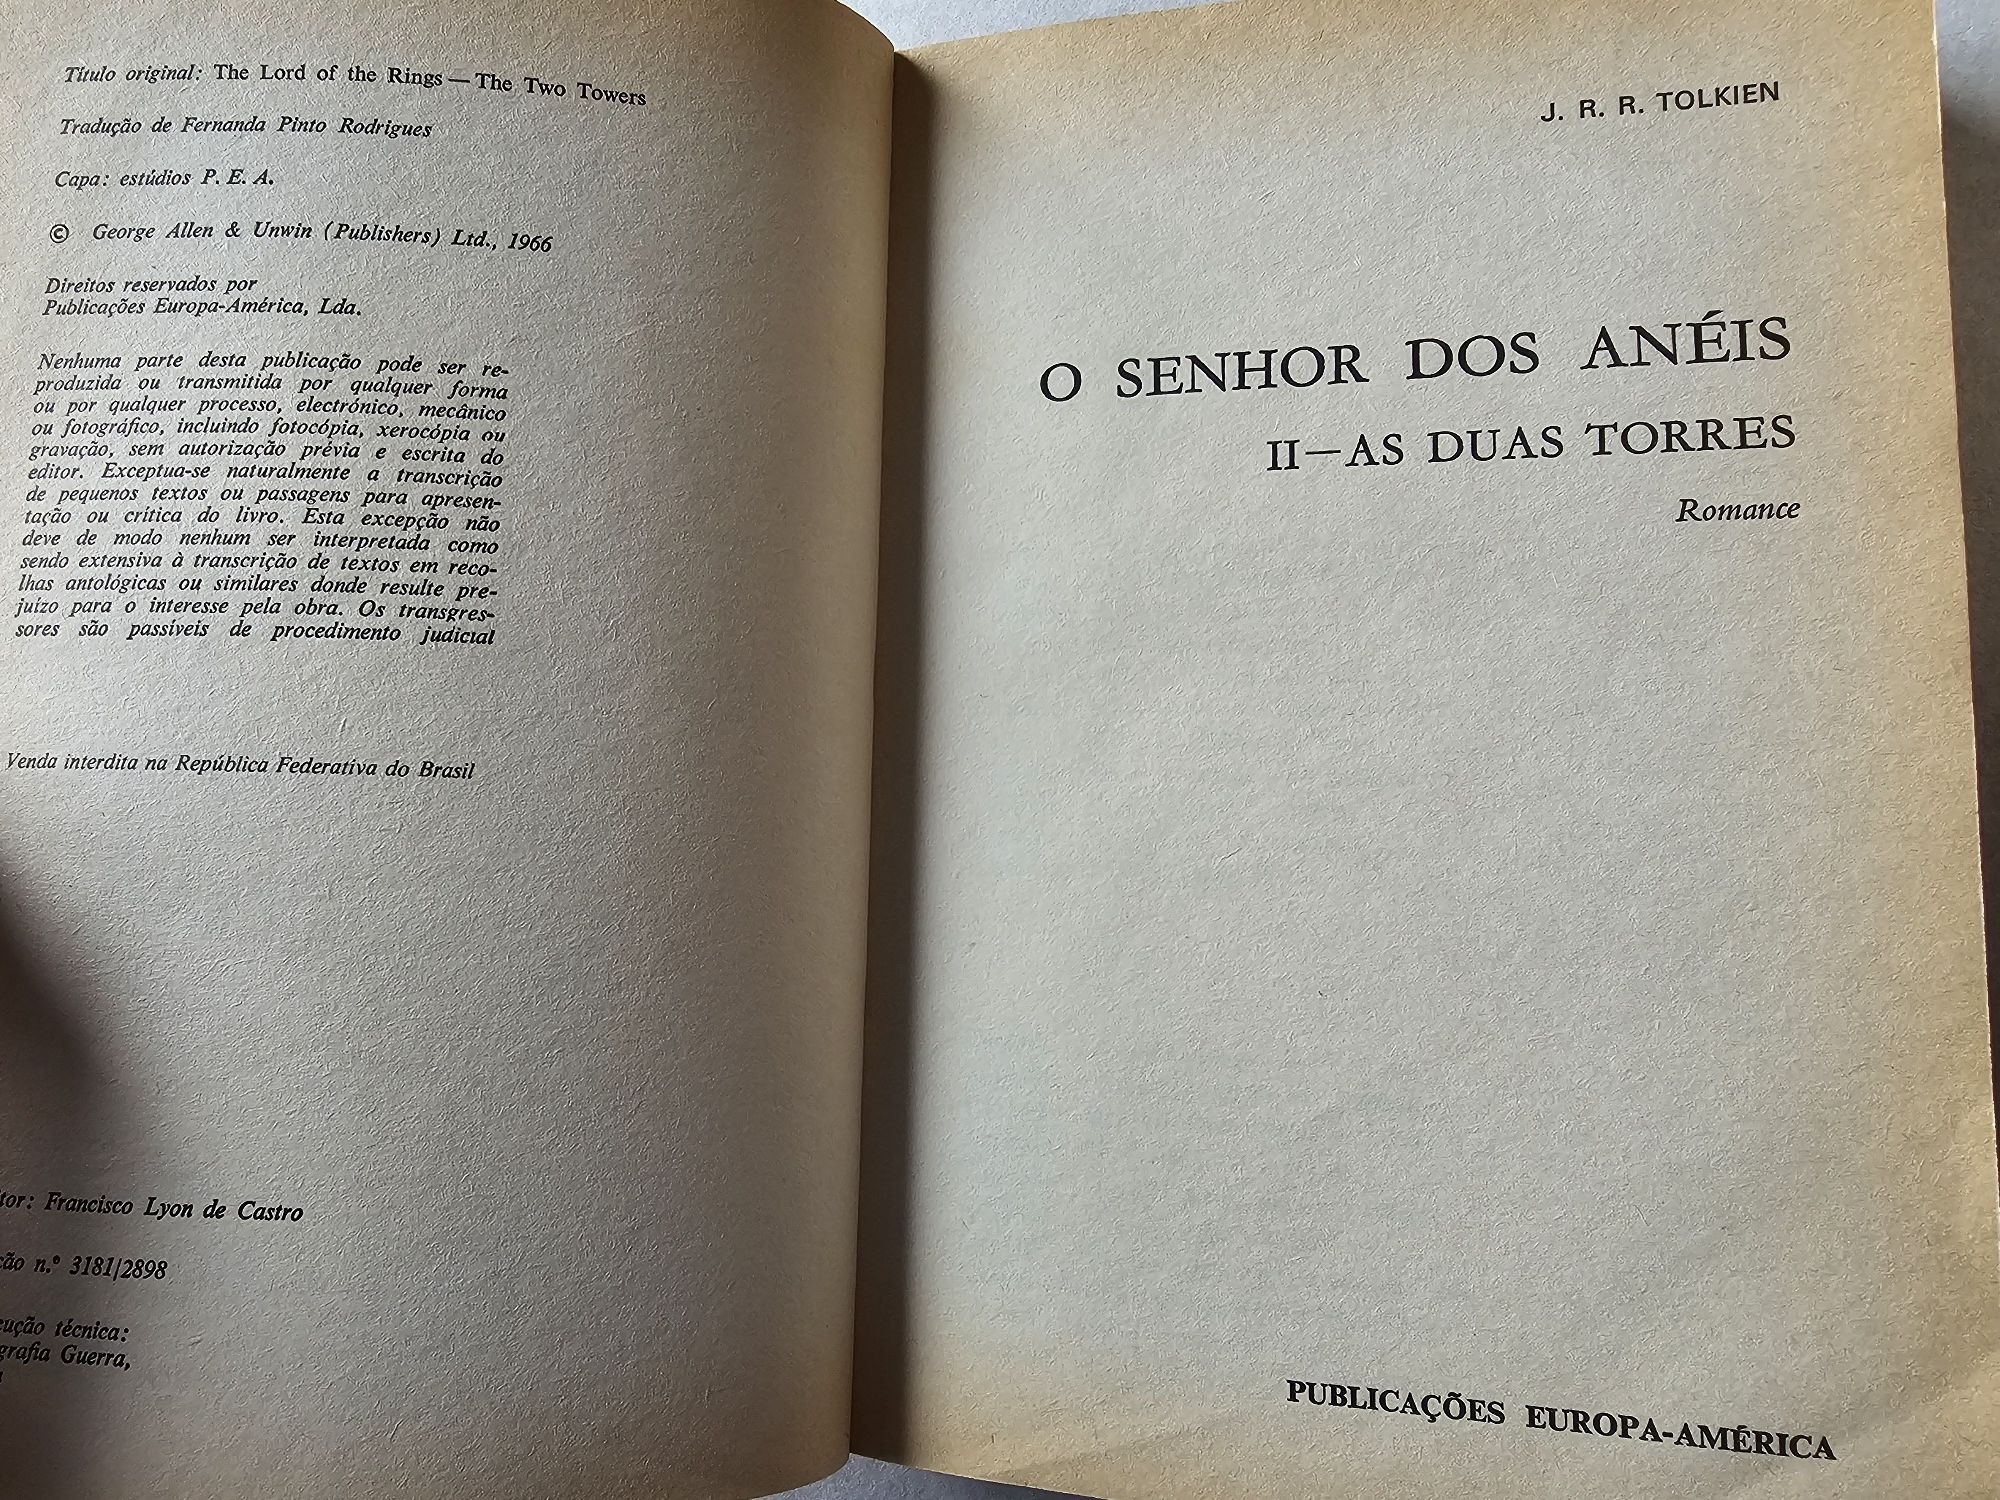 Título original: The Lord of the Rings — The Two Towers
Tradução de Fernanda Pinto Rodrigues
Capa: estúdios P. E. A.
© George Allen & Unwin (Publishers) Ltd., 1966
Direitos reservados por
Publicações Europa-América, Lda.
Nenhuma parte desta publicação pode ser re-
produzida ou transmitida por qualquer forma
ou por qualquer processo, electrónico, mecânico
ou fotográfico, incluindo fotocópia, xerocópia ou
gravação, sem autorização prévia e escrita do
editor. Exceptua-se naturalmente a transcrição
de pequenos textos ou passagens para apresen-
tação ou crítica do livro. Esta excepção não
deve de modo nenhum ser interpretada como
sendo extensiva à transcrição de textos em reco-
lhas antológicas ou similares donde resulte pre-
juízo para o interesse pela obra. Os transgres-
sores são passíveis de procedimento judicial
Venda interdita na República Federativa do Brasil
tor: Francisco Lyon de Castro
ção n.º 3181/2898
cução técnica:
grafia Guerra,
J. R. R. TOLKIEN
O SENHOR DOS ANÉIS
II—AS DUAS TORRES
Romance
PUBLICAÇÕES EUROPA-AMÉRICA